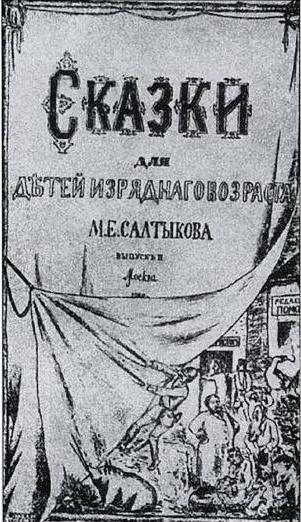 Сказки
для
дѣтей изряднаго возраста
М.Е. Салтыкова
выпускъ II
Москва